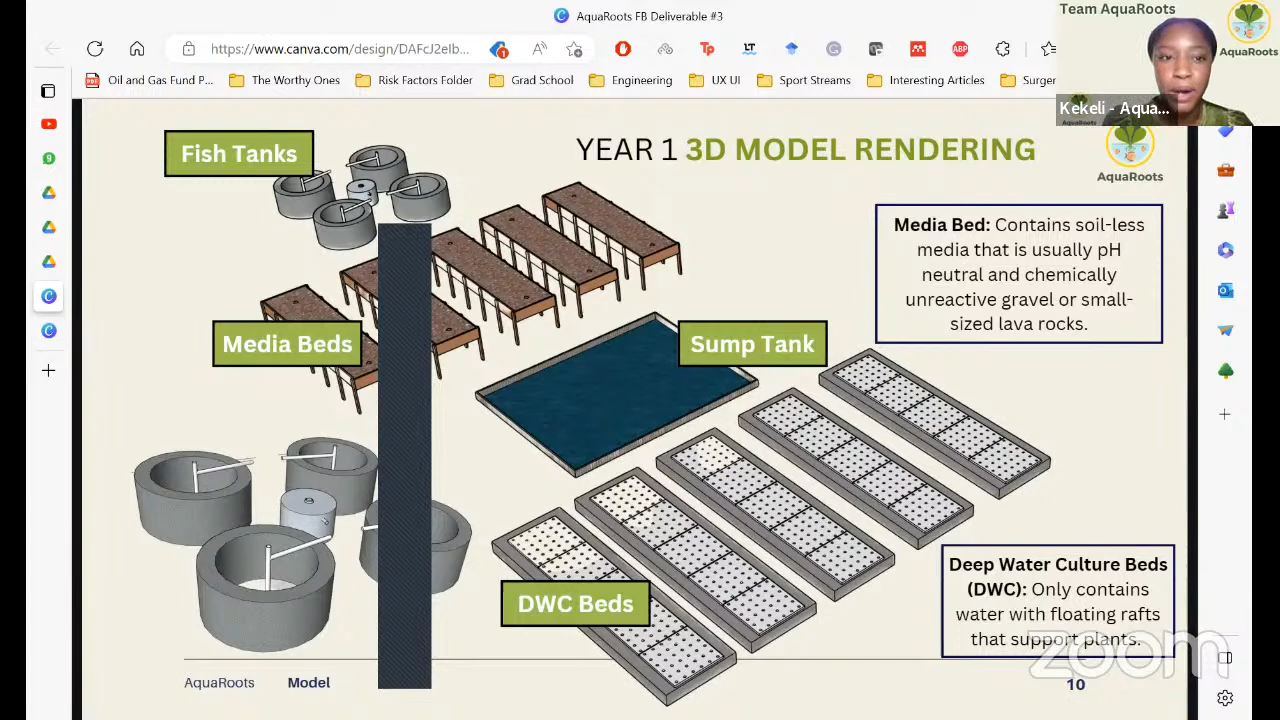 AquaRoots FB Deliverable #3
Team AquaRoots
AquaRoots
https://www.canva.com/design/DAFcJ2eIb...
Oil and Gas Fund P...
The Worthy Ones
Risk Factors Folder
Grad School
Engineering
UX UI
Sport Streams
Interesting Articles
Surger
Kekeli - Aqua...
Fish Tanks
YEAR 1 3D MODEL RENDERING
AquaRoots
Media Bed: Contains soil-less
media that is usually pH
neutral and chemically
unreactive gravel or small-
sized lava rocks.
Media Beds
Sump Tank
DWC Beds
Deep Water Culture Beds
(DWC): Only contains
water with floating rafts
that support plants.
zoom
AquaRoots
Model
10